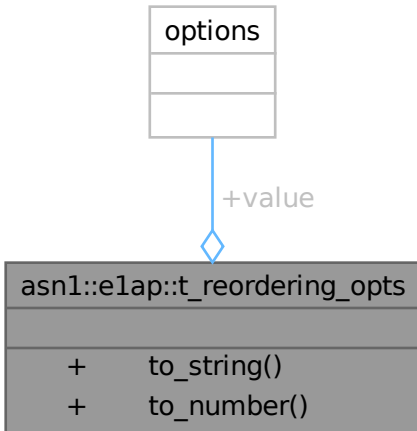 options
+value
asn1::e1ap::t_reordering_opts
+ to_string()
+ to_number()